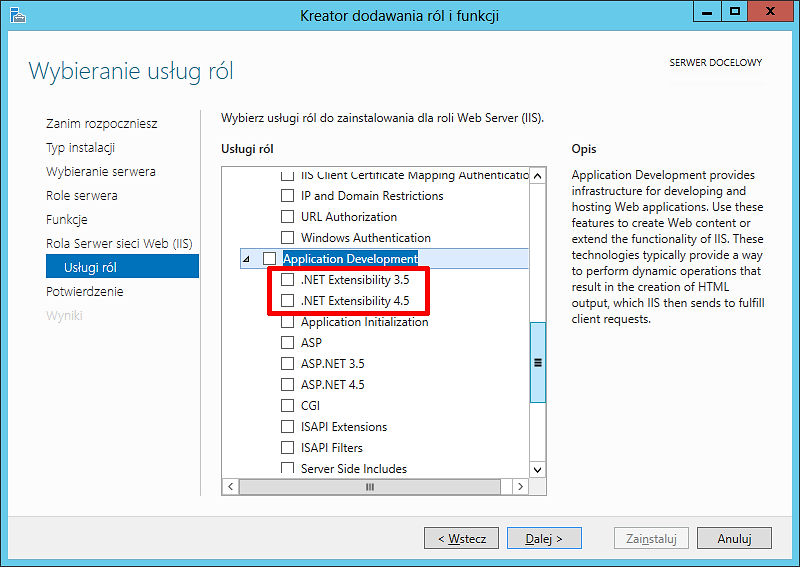 Kreator dodawania ról i funkcji
Wybieranie usług ról
SERWER DOCELOWY
Zanim rozpoczniesz
Typ instalacji
Wybieranie serwera
Role serwera
Funkcje
Rola Serwer sieci Web (IIS)
Usługi ról
Potwierdzenie
Wyniki
Wybierz usługi ról do zainstalowania dla roli Web Server (IIS).
Usługi ról
IIS Client Certificate Mapping Authenticatio
IP and Domain Restrictions
URL Authorization
Windows Authentication
Application Development
.NET Extensibility 3.5
.NET Extensibility 4.5
Application Initialization
ASP
ASP.NET 3.5
ASP.NET 4.5
CGI
ISAPI Extensions
ISAPI Filters
Server Side Includes
Opis
Application Development provides
infrastructure for developing and
hosting Web applications. Use these
features to create Web content or
extend the functionality of IIS. These
technologies typically provide a way
to perform dynamic operations that
result in the creation of HTML
output, which IIS then sends to fulfill
client requests.
< Wstecz
Dalej >
Zainstaluj
Anuluj